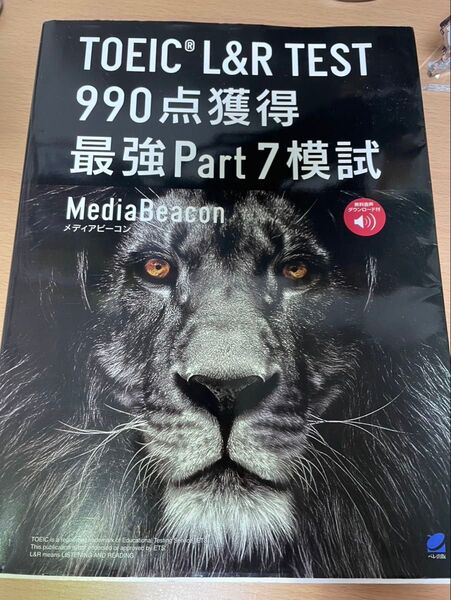 TOEIC® L&R TEST
990点獲得
最強Part 7模試
MediaBeacon
メディアビーコン
無料音声
ダウンロード付
TOEIC is a registered trademark of Educational Testing Service (ETS).
This publication is not endorsed or approved by ETS.
L&R means LISTENING AND READING.
ベレ出版